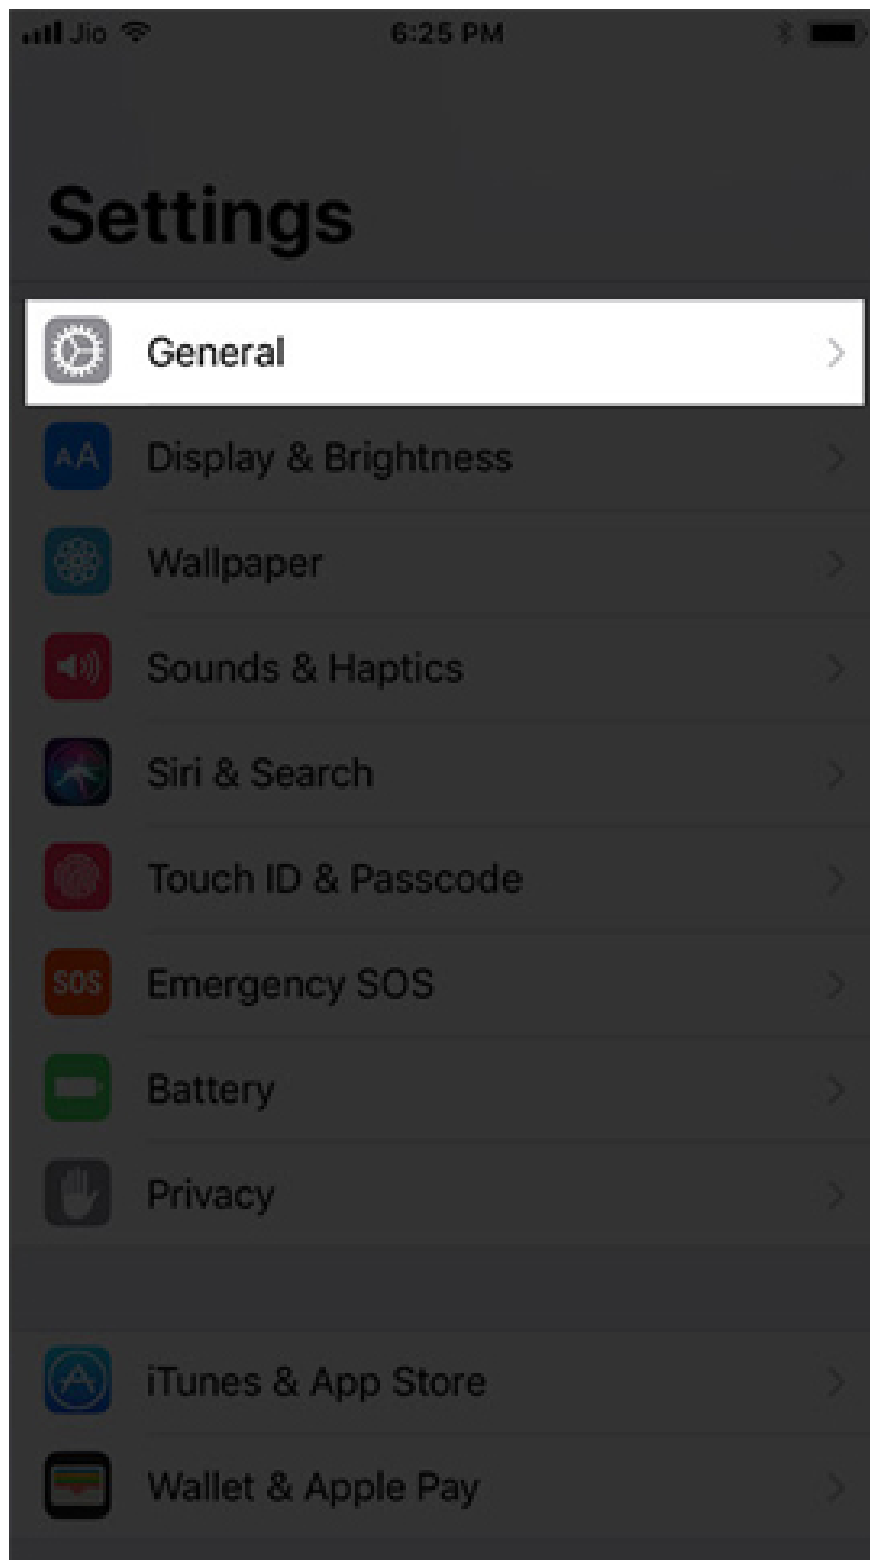 Jio 6:25 PM
Settings
General
AA Display & Brightness
Wallpaper
Sounds & Haptics
Siri & Search
Touch ID & Passcode
SOS Emergency SOS
Battery
Privacy
iTunes & App Store
Wallet & Apple Pay